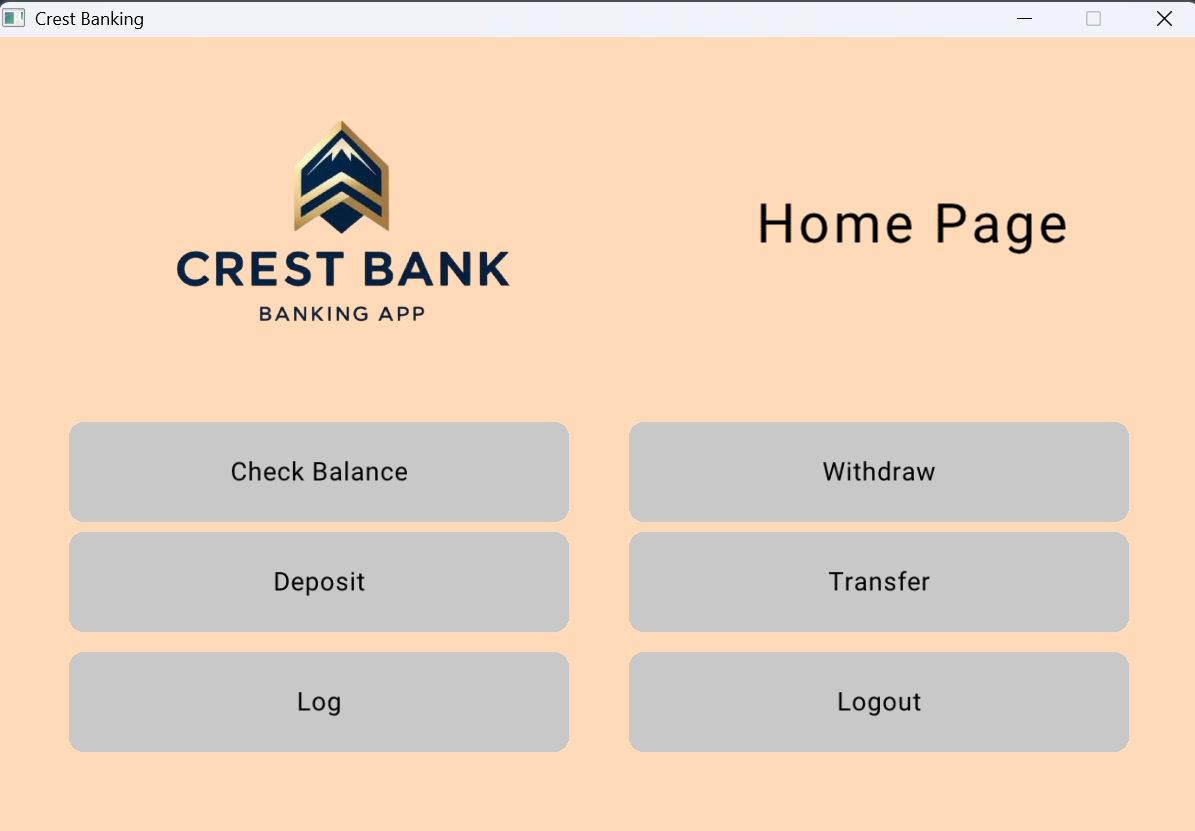 Crest Banking
CREST BANK
BANKING APP
Home Page
Check Balance
Withdraw
Deposit
Transfer
Log
Logout